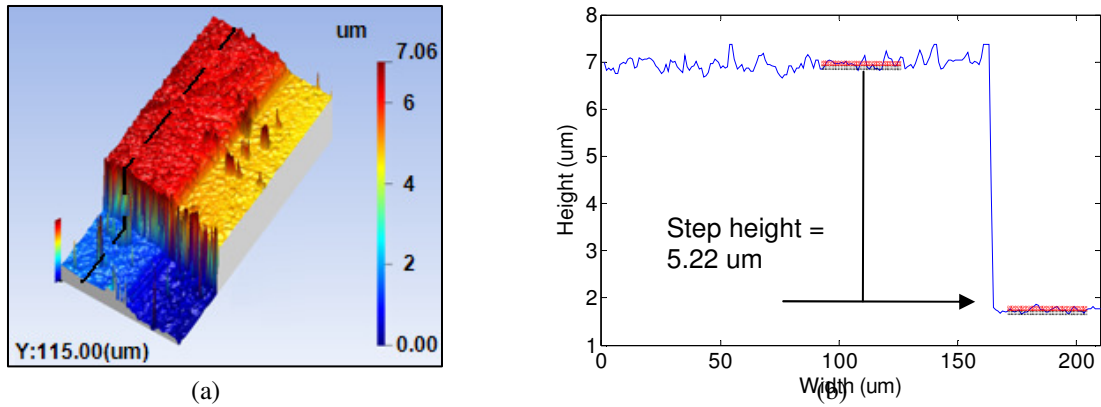 um
7.06
6
4
2
0.00
Y:115.00(um)
(a)
8
7
6
5
4
3
2
1
Height (um)
Step height =
5.22 um
0 50 100 150 200
Width (um)
(b)